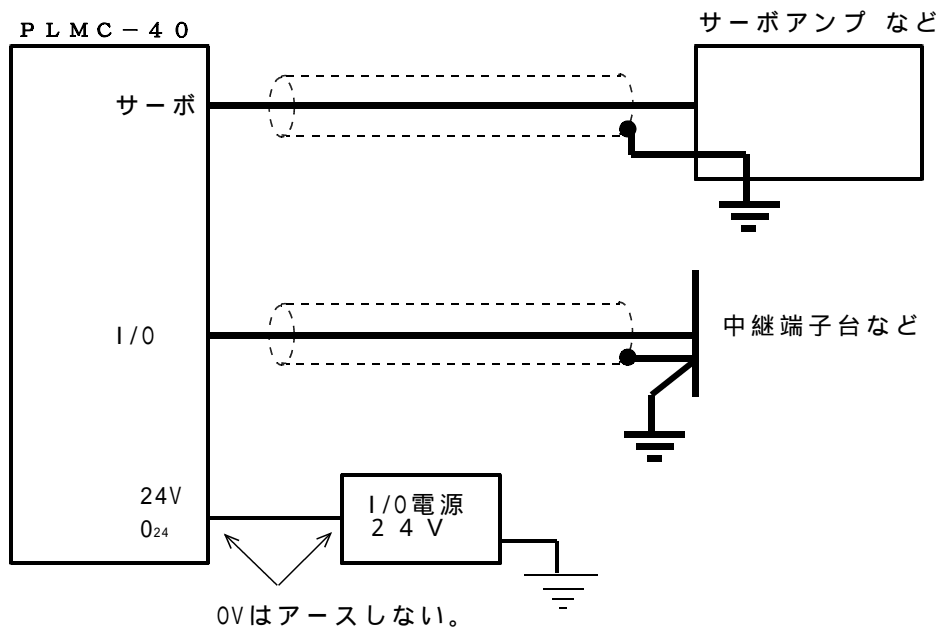 PLMC-40
サーボアンプ など
サーボ
I/O
中継端子台など
24V
024
I/O電源
24V
0Vはアースしない。